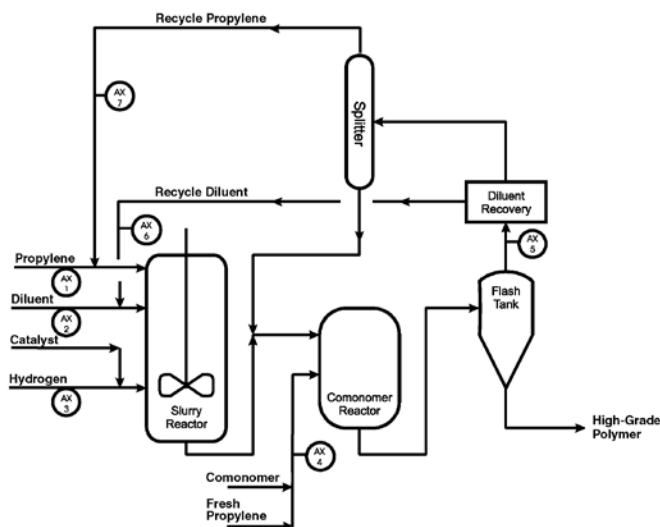 Recycle Propylene
AX
7
Splitter
Recycle Diluent
Diluent
Recovery
AX
6
AX
5
Propylene
AX
1
Flash
Tank
Diluent
AX
2
Catalyst
Hydrogen
AX
3
Slurry
Reactor
Comonomer
Reactor
High-Grade
Polymer
AX
4
Comonomer
Fresh
Propylene